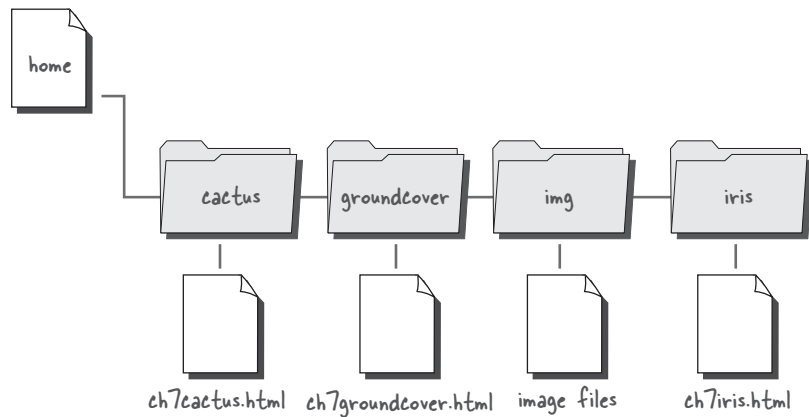 home
cactus
groundcover
img
iris
ch7cactus.html
ch7groundcover.html
image files
ch7iris.html